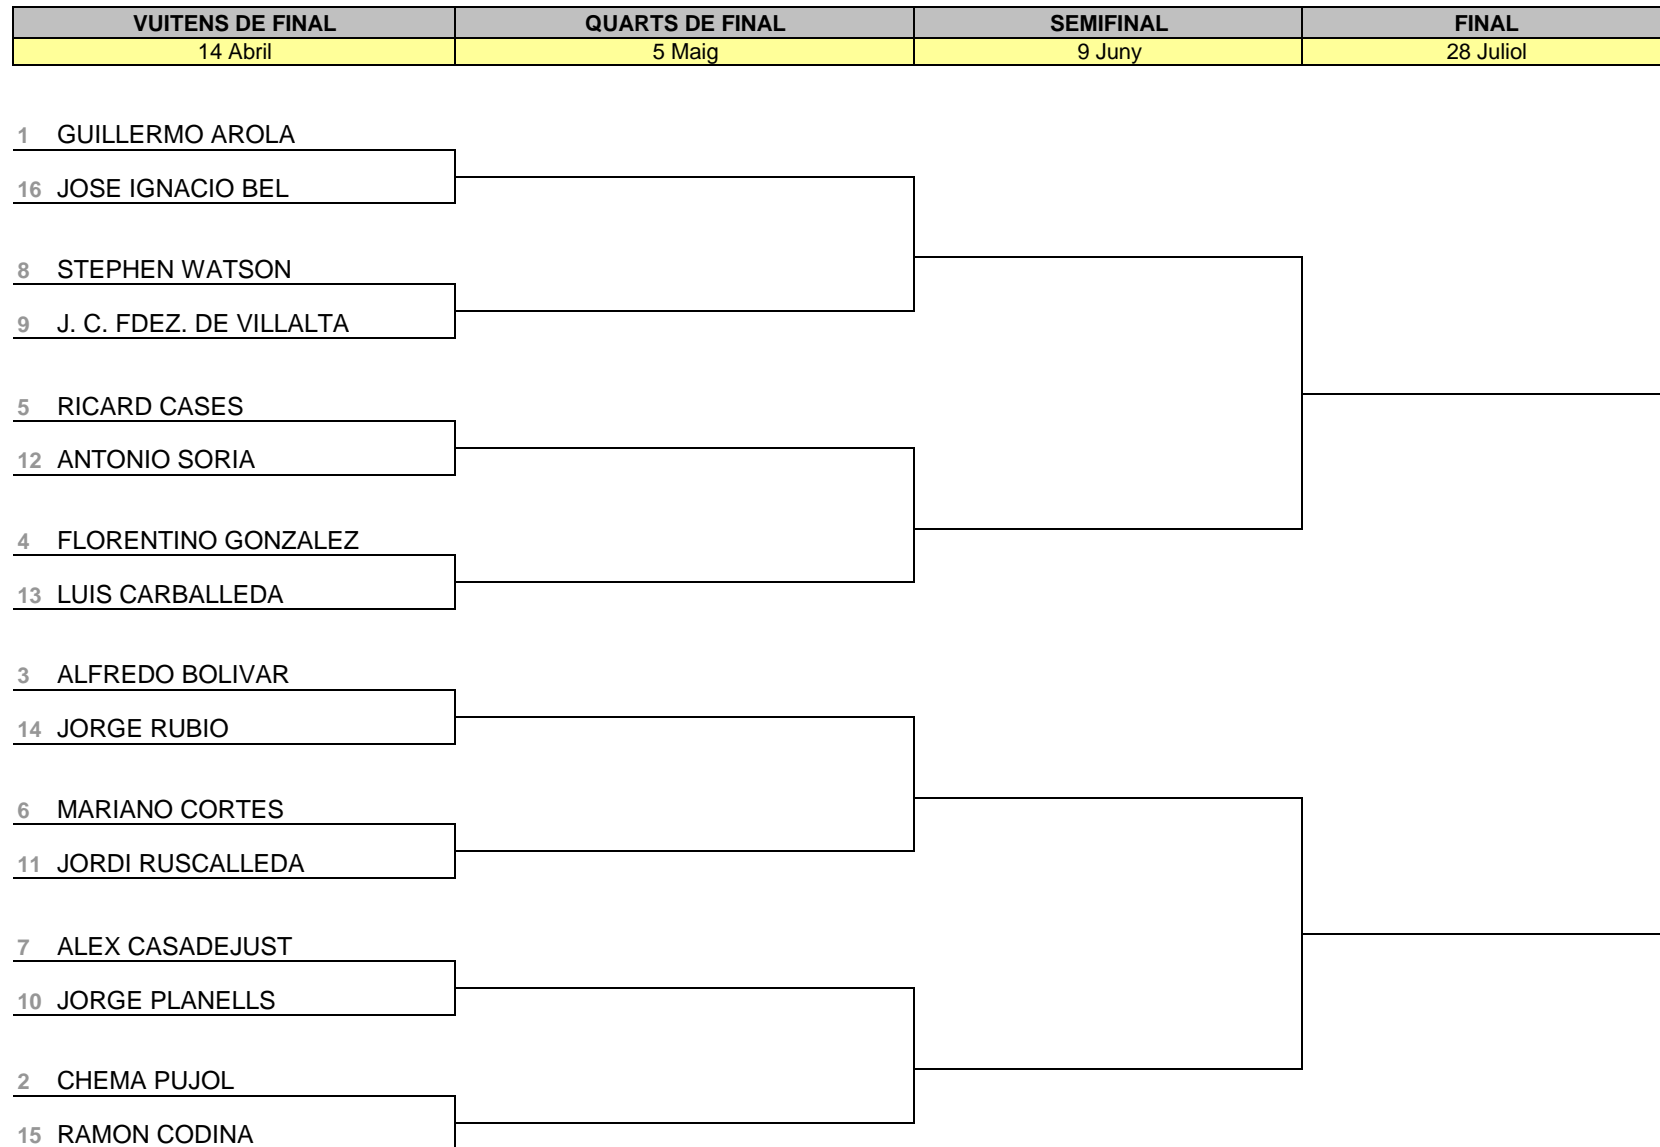 VUITENS DE FINAL QUARTS DE FINAL SEMIFINAL FINAL
14 Abril 5 Maig 9 Juny 28 Juliol
1 GUILLERMO AROLA
16 JOSE IGNACIO BEL
8 STEPHEN WATSON
9 J. C. FDEZ. DE VILLALTA
5 RICARD CASES
12 ANTONIO SORIA
4 FLORENTINO GONZALEZ
13 LUIS CARBALLEDA
3 ALFREDO BOLIVAR
14 JORGE RUBIO
6 MARIANO CORTES
11 JORDI RUSCALLEDA
7 ALEX CASADEJUST
10 JORGE PLANELLS
2 CHEMA PUJOL
15 RAMON CODINA